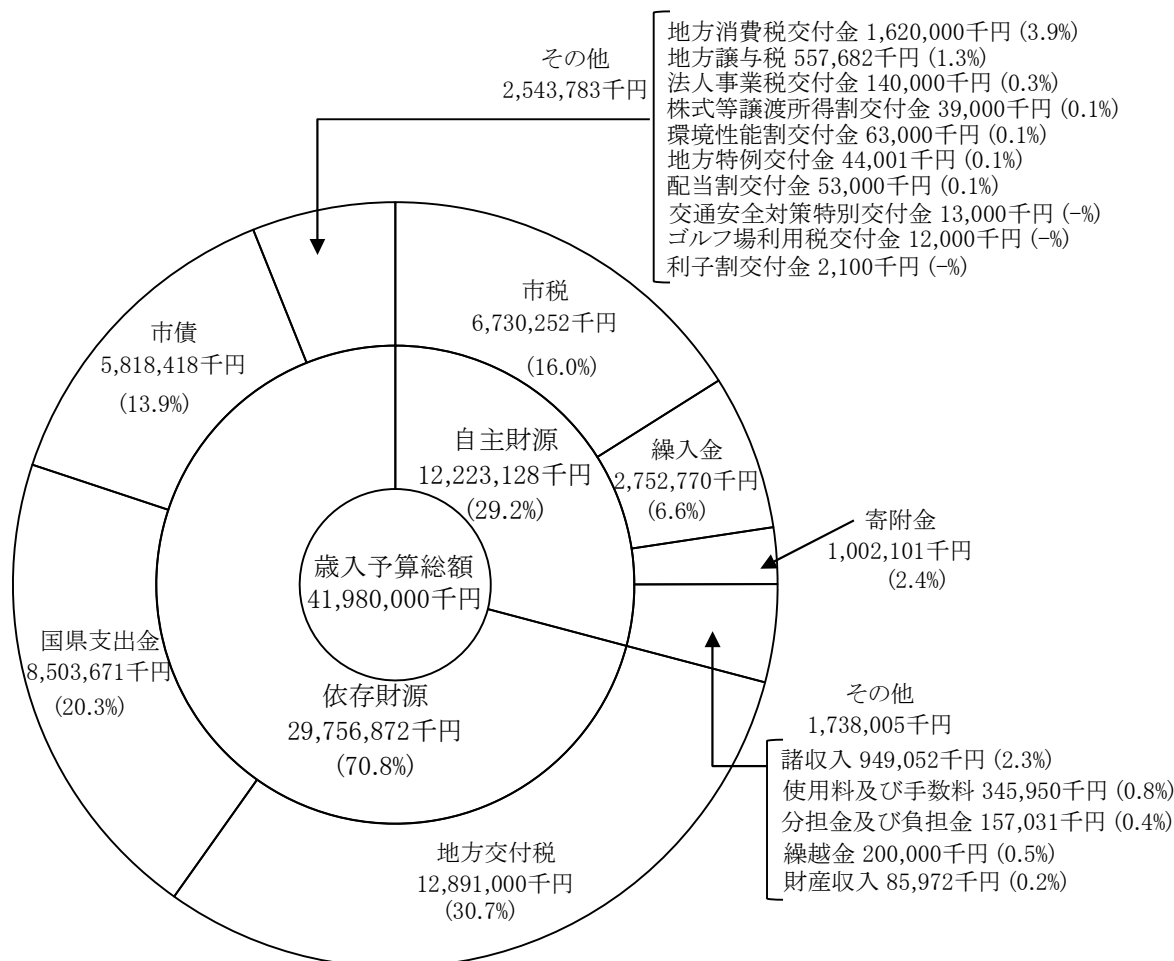 その他
2,543,783千円
地方消費税交付金 1,620,000千円 (3.9%)
地方譲与税 557,682千円 (1.3%)
法人事業税交付金 140,000千円 (0.3%)
株式等譲渡所得割交付金 39,000千円 (0.1%)
環境性能割交付金 63,000千円 (0.1%)
地方特例交付金 44,001千円 (0.1%)
配当割交付金 53,000千円 (0.1%)
交通安全対策特別交付金 13,000千円 (-%)
ゴルフ場利用税交付金 12,000千円 (-%)
利子割交付金 2,100千円 (-%)
市税
6,730,252千円
(16.0%)
市債
5,818,418千円
(13.9%)
自主財源
12,223,128千円
(29.2%)
繰入金
2,752,770千円
(6.6%)
寄附金
1,002,101千円
(2.4%)
歳入予算総額
41,980,000千円
国県支出金
8,503,671千円
(20.3%)
依存財源
29,756,872千円
(70.8%)
その他
1,738,005千円
諸収入 949,052千円 (2.3%)
使用料及び手数料 345,950千円 (0.8%)
分担金及び負担金 157,031千円 (0.4%)
繰越金 200,000千円 (0.5%)
財産収入 85,972千円 (0.2%)
地方交付税
12,891,000千円
(30.7%)